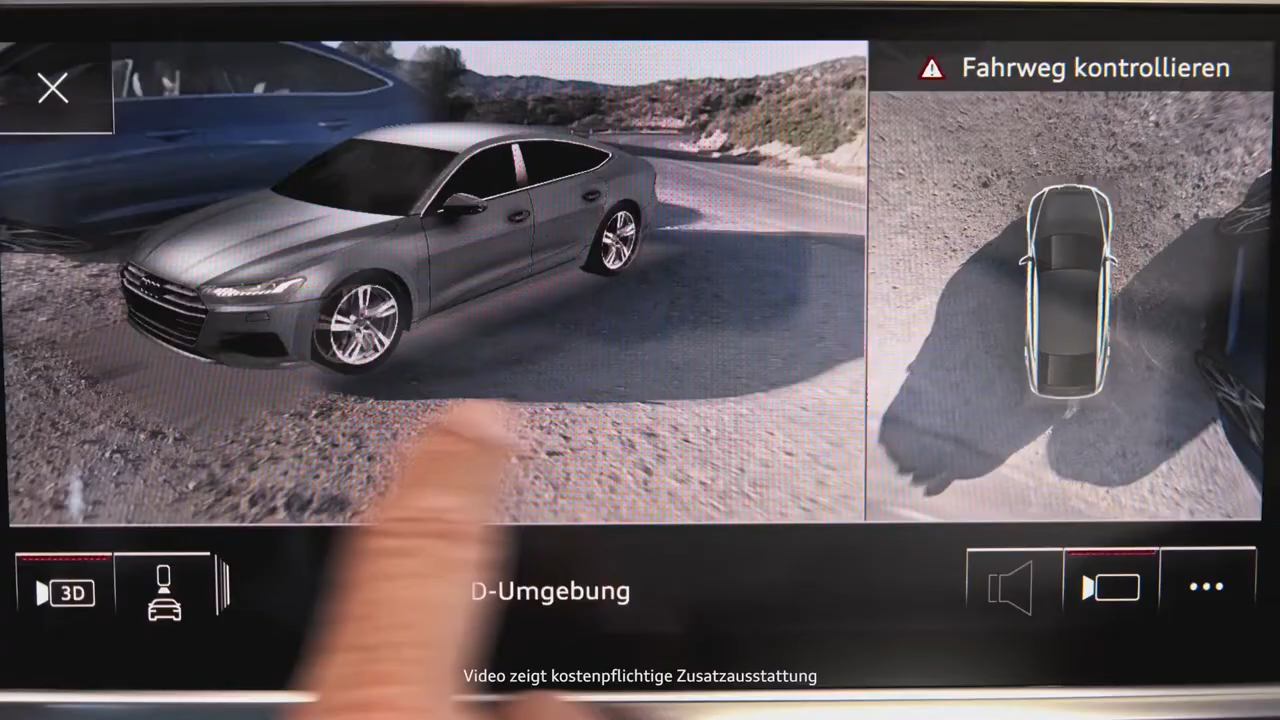 Fahrweg kontrollieren
3D
D-Umgebung
Video zeigt kostenpflichtige Zusatzausstattung